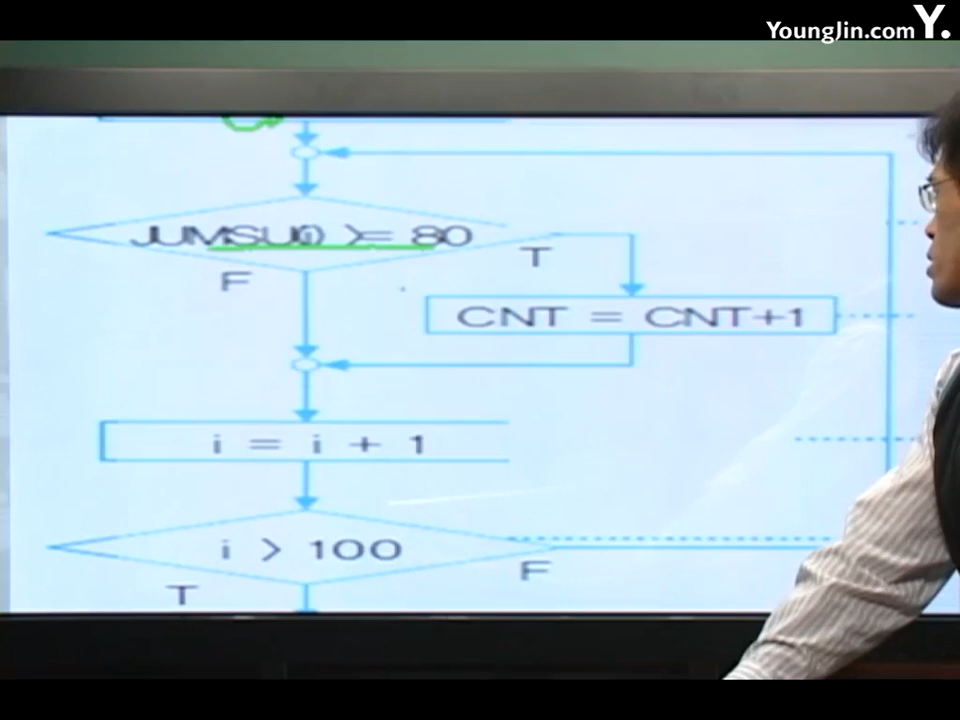 YoungJin.com Y.
JUMSU(i) >= 80
T
F
CNT = CNT+1
i = i + 1
i > 100
F
T